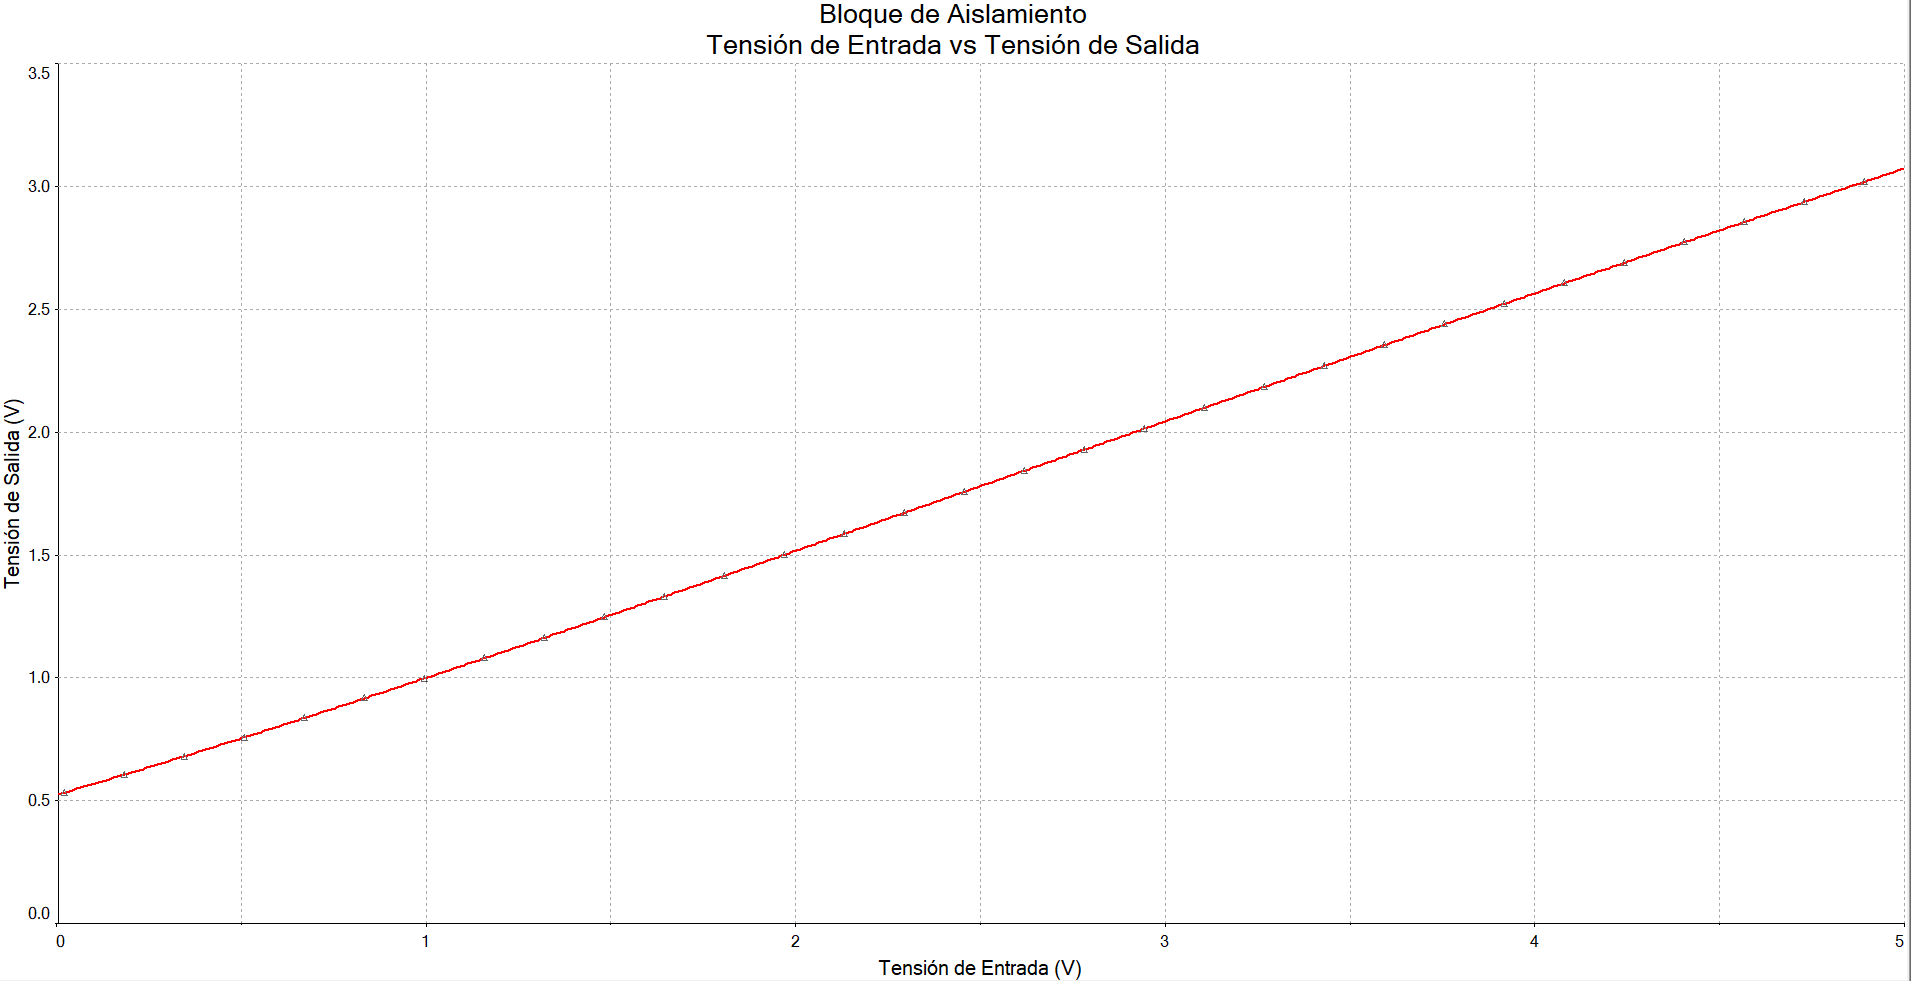 Bloque de Aislamiento
Tensión de Entrada vs Tensión de Salida
3.5
3.0
2.5
2.0
1.5
1.0
0.5
0.0
Tensión de Salida (V)
0 1 2 3 4 5
Tensión de Entrada (V)